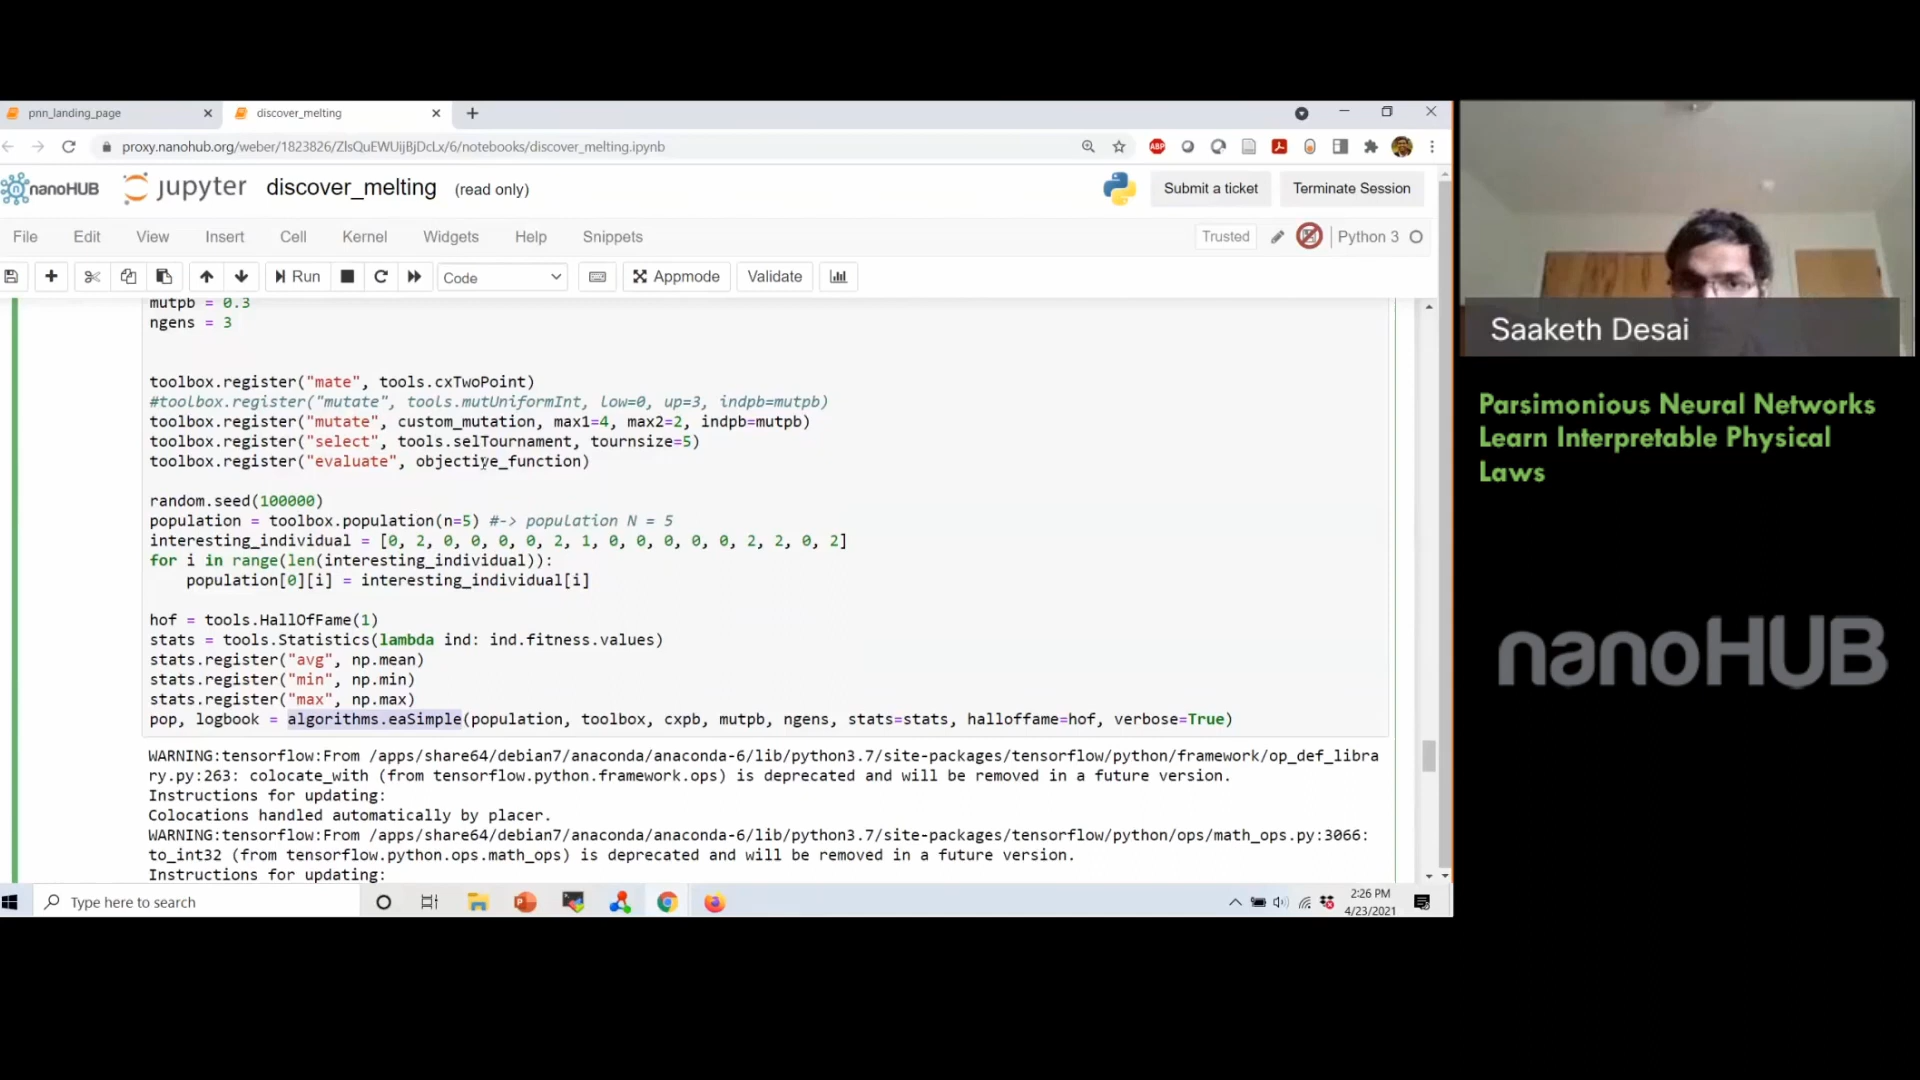 pnn_landing_page
discover_melting
proxy.nanohub.org/weber/1823826/ZlsQuEWUijBjDcLx/6/notebooks/discover_melting.ipynb
ABP
nanoHUB
jupyter
discover_melting
(read only)
Submit a ticket
Terminate Session
File Edit View Insert Cell Kernel Widgets Help Snippets
Trusted
Python 3
Run
Code
Appmode
Validate
mutpb = 0.3
ngens = 3
toolbox.register("mate", tools.cxTwoPoint)
#toolbox.register("mutate", tools.mutUniformInt, low=0, up=3, indpb=mutpb)
toolbox.register("mutate", custom_mutation, max1=4, max2=2, indpb=mutpb)
toolbox.register("select", tools.selTournament, tournsize=5)
toolbox.register("evaluate", objective_function)
random.seed(100000)
population = toolbox.population(n=5) #-> population N = 5
interesting_individual = [0, 2, 0, 0, 0, 0, 2, 1, 0, 0, 0, 0, 0, 2, 2, 0, 2]
for i in range(len(interesting_individual)):
population[0][i] = interesting_individual[i]
hof = tools.HallOfFame(1)
stats = tools.Statistics(lambda ind: ind.fitness.values)
stats.register("avg", np.mean)
stats.register("min", np.min)
stats.register("max", np.max)
pop, logbook = algorithms.eaSimple(population, toolbox, cxpb, mutpb, ngens, stats=stats, halloffame=hof, verbose=True)
WARNING:tensorflow:From /apps/share64/debian7/anaconda/anaconda-6/lib/python3.7/site-packages/tensorflow/python/framework/op_def_libra
ry.py:263: colocate_with (from tensorflow.python.framework.ops) is deprecated and will be removed in a future version.
Instructions for updating:
Colocations handled automatically by placer.
WARNING:tensorflow:From /apps/share64/debian7/anaconda/anaconda-6/lib/python3.7/site-packages/tensorflow/python/ops/math_ops.py:3066:
to_int32 (from tensorflow.python.ops.math_ops) is deprecated and will be removed in a future version.
Instructions for updating:
Type here to search
2:26 PM
4/23/2021
Saaketh Desai
Parsimonious Neural Networks
Learn Interpretable Physical
Laws
nanoHUB